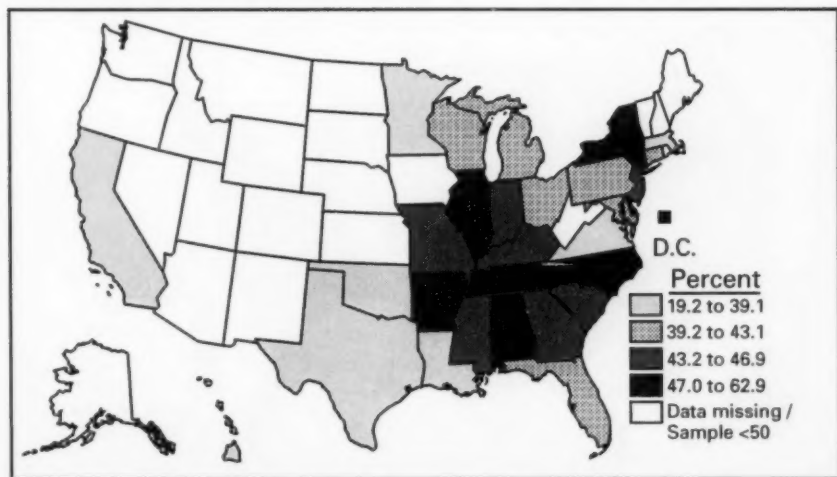 D.C.
Percent
19.2 to 39.1
39.2 to 43.1
43.2 to 46.9
47.0 to 62.9
Data missing /
Sample <50